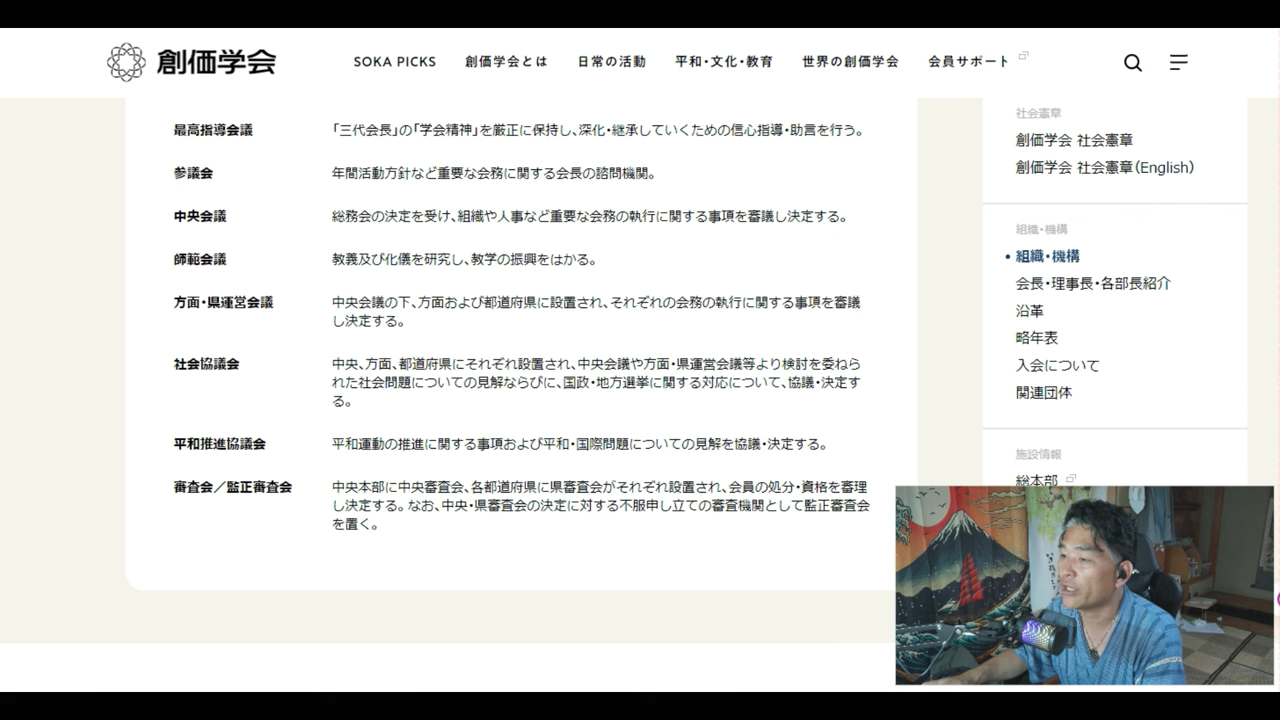 創価学会
SOKA PICKS
創価学会とは
日常の活動
平和・文化・教育
世界の創価学会
会員サポート
最高指導会議
「三代会長」の「学会精神」を厳正に保持し、深化・継承していくための信心指導・助言を行う。
参議会
年間活動方針など重要な会務に関する会長の諮問機関。
中央会議
総務会の決定を受け、組織や人事など重要な会務の執行に関する事項を審議し決定する。
師範会議
教義及び化儀を研究し、教学の振興をはかる。
方面・県運営会議
中央会議の下、方面および都道府県に設置され、それぞれの会務の執行に関する事項を審議
し決定する。
社会協議会
中央、方面、都道府県にそれぞれ設置され、中央会議や方面・県運営会議等より検討を委ねら
れた社会問題についての見解ならびに、国政・地方選挙に関する対応について、協議・決定す
る。
平和推進協議会
平和運動の推進に関する事項および平和・国際問題についての見解を協議・決定する。
審査会／監正審査会
中央本部に中央審査会、各都道府県に県審査会がそれぞれ設置され、会員の処分・資格を審理
し決定する。なお、中央・県審査会の決定に対する不服申し立ての審査機関として監正審査会
を置く。
社会憲章
創価学会 社会憲章
創価学会 社会憲章（English）
組織・機構
・組織・機構
会長・理事長・各部長紹介
沿革
略年表
入会について
関連団体
施設情報
総本部